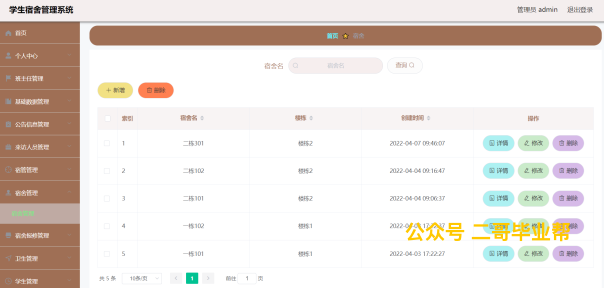 学生宿舍管理系统
管理员 admin 退出登录
首页
个人中心
班主任管理
基础数据管理
公告信息管理
来访人员管理
宿管管理
宿舍管理
宿舍管理
宿舍报修管理
卫生管理
学生管理
首页 宿舍
宿舍名 宿舍名 查询
+ 新增 删除
索引 宿舍名 楼栋 创建时间 操作
1 二栋301 楼栋2 2022-04-07 09:46:07 详情 修改 删除
2 二栋102 楼栋2 2022-04-04 09:16:47 详情 修改 删除
3 二栋101 楼栋2 2022-04-04 09:06:37 详情 修改 删除
4 一栋102 楼栋1 详情 修改 删除
5 一栋101 楼栋1 2022-04-03 17:22:27 详情 修改 删除
公众号 二哥毕业帮
共 5 条 10条/页 1 前往 1 页